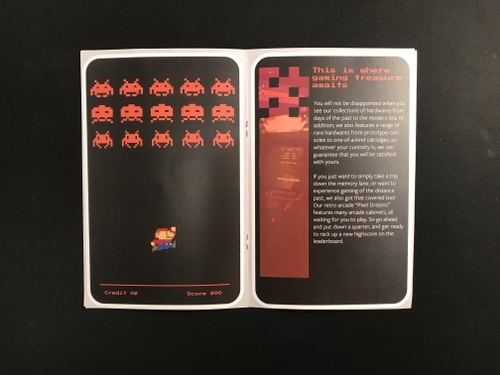 Credit 02
Score 200
This is where
gaming treasure
awaits
You will not be disappointed when you
see our collections of hardwares from
days of the past to the modern era. In
addition, we also features a range of
rare hardwares from prototype con-
soles to one-of-a-kind catridges, so
whatever your curiosity is, we can
guarantee that you will be satisfied
with yours.
If you just want to simply take a trip
down the memory lane, or want to
experience gaming of the distance
past, we also got that covered too!
Our retro arcade "Pixel Dreams"
features many arcade cabinets, all
waiting for you to play. So go ahead
and put down a quarter, and get ready
to rack up a new highscore on the
leaderboard.